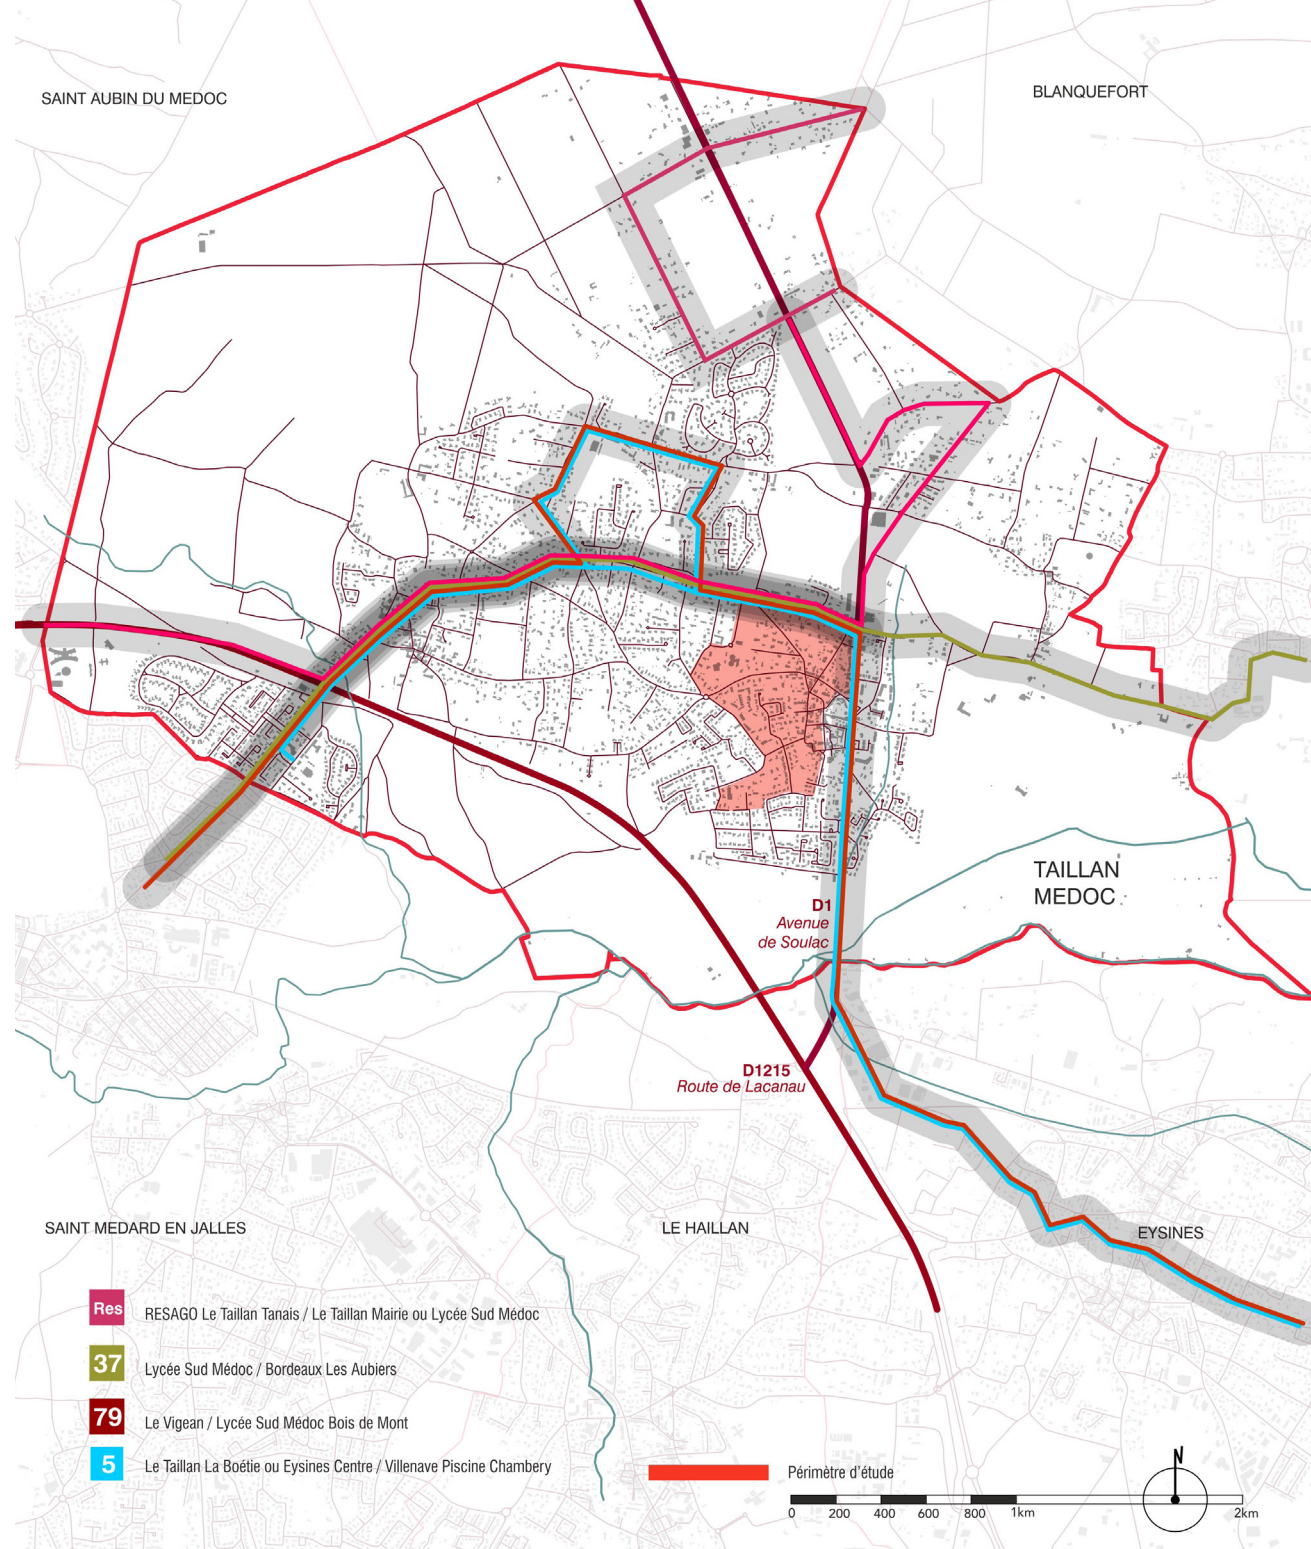 SAINT AUBIN DU MEDOC
BLANQUEFORT
TAILLAN
MEDOC
D1
Avenue
de Soulac
D1215
Route de Lacanau
SAINT MEDARD EN JALLES
LE HAILLAN
EYSINES
Res RESAGO Le Taillan Tanais / Le Taillan Mairie ou Lycée Sud Médoc
37 Lycée Sud Médoc / Bordeaux Les Aubiers
79 Le Vigean / Lycée Sud Médoc Bois de Mont
5 Le Taillan La Boétie ou Eysines Centre / Villenave Piscine Chambery
Périmètre d'étude
N
0 200 400 600 800 1km 2km